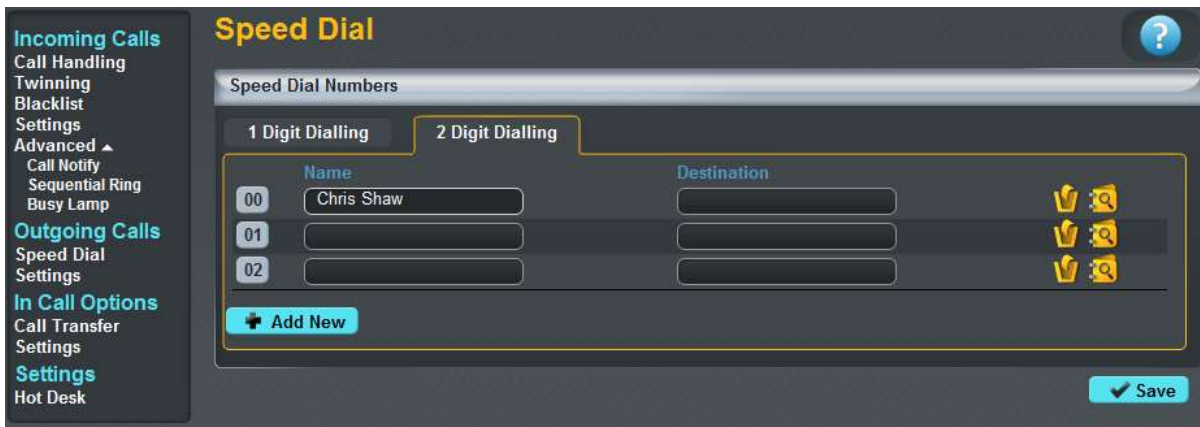 Incoming Calls
Call Handling
Twinning
Blacklist
Settings
Advanced
Call Notify
Sequential Ring
Busy Lamp
Outgoing Calls
Speed Dial
Settings
In Call Options
Call Transfer
Settings
Settings
Hot Desk
Speed Dial
?
Speed Dial Numbers
1 Digit Dialling 2 Digit Dialling
Name Destination
00 Chris Shaw
01
02
Add New
Save